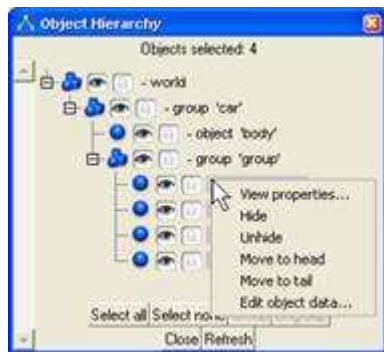 Object Hierarchy
Objects selected: 4
- world
- group 'car'
- object 'body'
- group 'group'
View properties...
Hide
Unhide
Move to head
Move to tail
Edit object data...
Select all Select none
Close Refresh